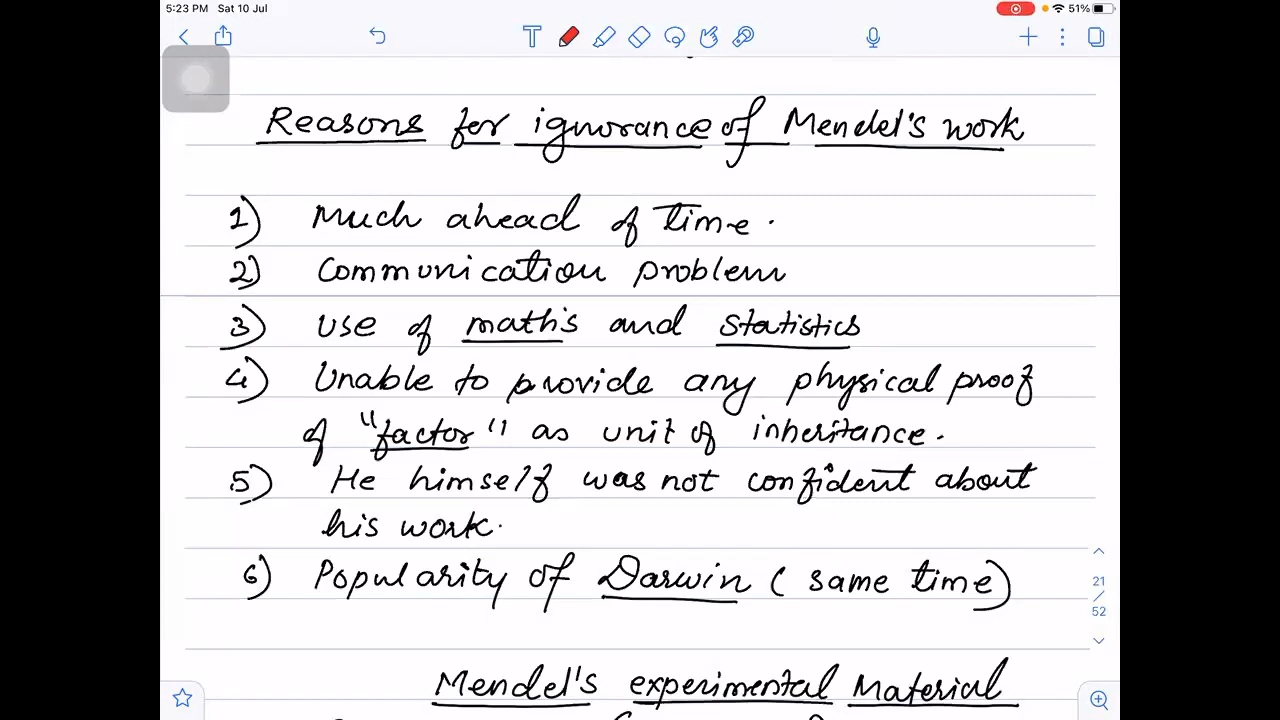 5:23 PM Sat 10 Jul 51%
Reasons for ignorance of Mendel's work
1) Much ahead of time.
2) Communication problem
3) Use of maths and statistics
4) Unable to provide any physical proof
of "factor" as unit of inheritance.
5) He himself was not confident about
his work.
6) Popularity of Darwin (same time)
21
/
52
Mendel's experimental Material